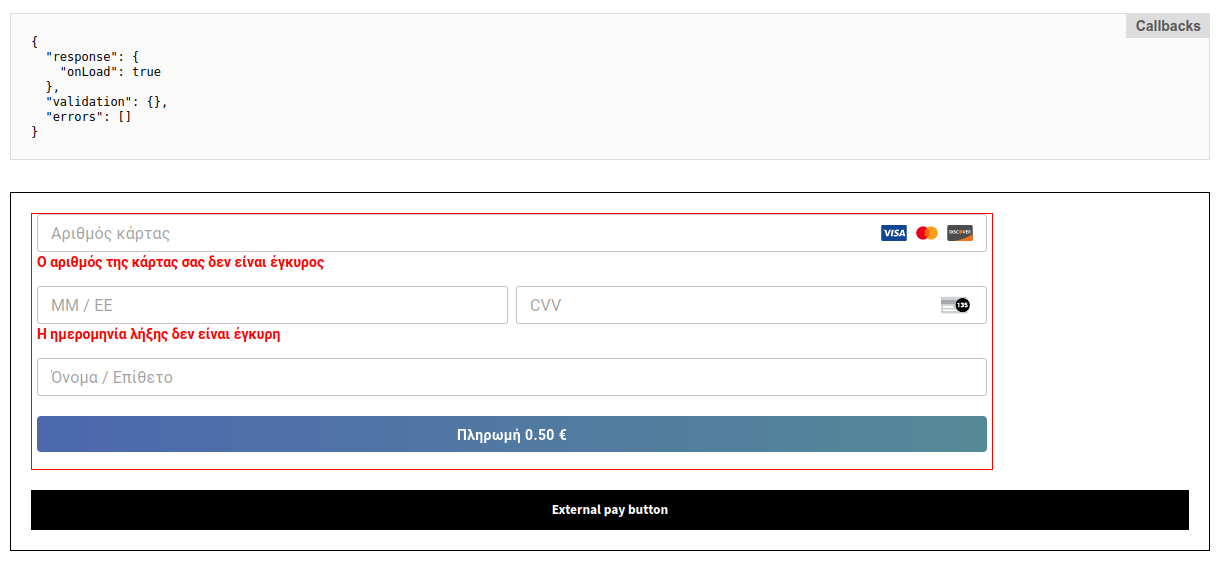 Callbacks
{
  "response": {
    "onLoad": true
  },
  "validation": {},
  "errors": []
}
Αριθμός κάρτας VISA DISCOVER
Ο αριθμός της κάρτας σας δεν είναι έγκυρος
ΜΜ / ΕΕ CVV 135
Η ημερομηνία λήξης δεν είναι έγκυρη
Όνομα / Επίθετο
Πληρωμή 0.50 €
External pay button